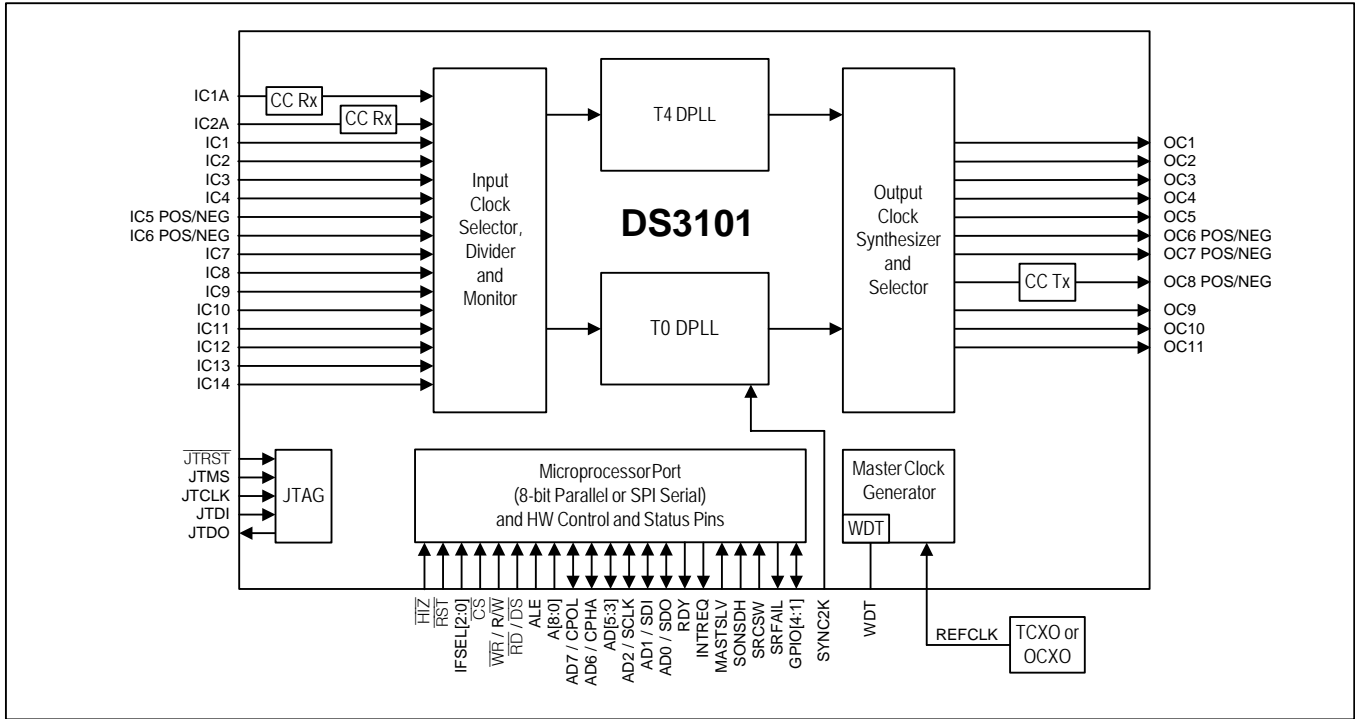 IC1A
CC Rx
IC2A
CC Rx
IC1
IC2
IC3
IC4
IC5 POS/NEG
IC6 POS/NEG
IC7
IC8
IC9
IC10
IC11
IC12
IC13
IC14
Input
Clock
Selector,
Divider
and
Monitor
T4 DPLL
DS3101
T0 DPLL
Output
Clock
Synthesizer
and
Selector
OC1
OC2
OC3
OC4
OC5
OC6 POS/NEG
OC7 POS/NEG
CC Tx
OC8 POS/NEG
OC9
OC10
OC11
JTRST
JTMS
JTCLK
JTDI
JTDO
JTAG
Microprocessor Port
(8-bit Parallel or SPI Serial)
and HW Control and Status Pins
Master Clock
Generator
WDT
HIZ
RST
IFSEL[2:0]
CS
WR / R/W
RD / DS
ALE
A[8:0]
AD7 / CPOL
AD6 / CPHA
AD[5:3]
AD2 / SCLK
AD1 / SDI
AD0 / SDO
RDY
INTREQ
MASTSLV
SONSDH
SRCSW
SRFAIL
GPIO[4:1]
SYNC2K
WDT
REFCLK
TCXO or
OCXO